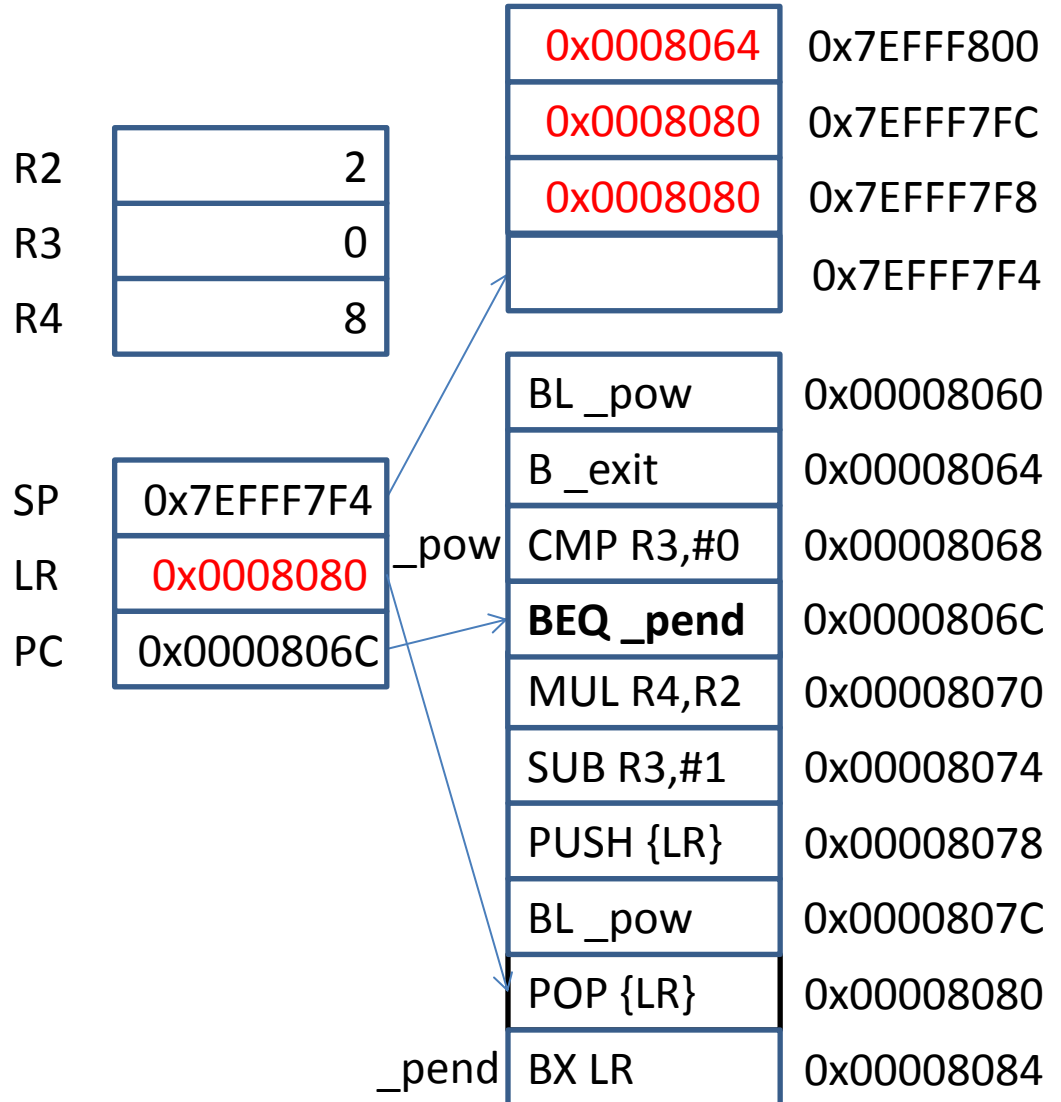 0x0008064 0x7EFFF800
0x0008080 0x7EFFF7FC
R2 2 0x0008080 0x7EFFF7F8
R3 0 0x7EFFF7F4
R4 8
BL _pow 0x00008060
SP 0x7EFFF7F4 B _exit 0x00008064
LR 0x0008080 _pow CMP R3,#0 0x00008068
PC 0x0000806C BEQ _pend 0x0000806C
MUL R4,R2 0x00008070
SUB R3,#1 0x00008074
PUSH {LR} 0x00008078
BL _pow 0x0000807C
POP {LR} 0x00008080
_pend BX LR 0x00008084